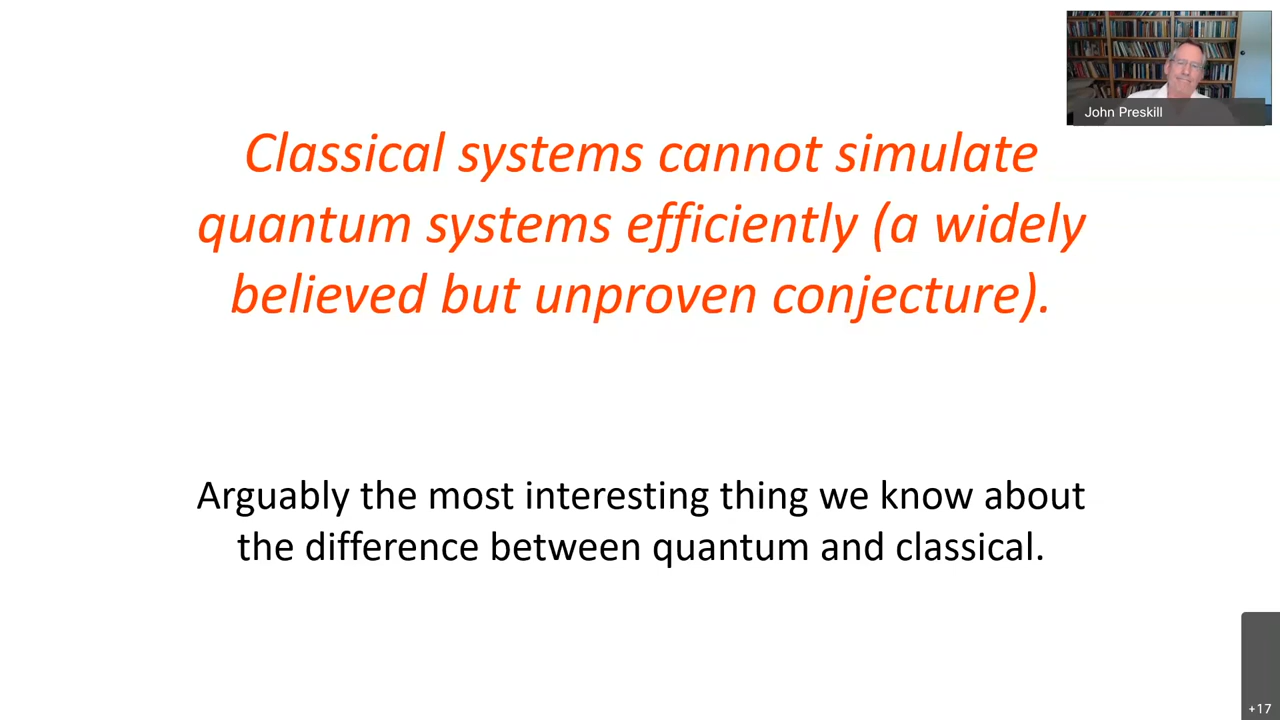 John Preskill
Classical systems cannot simulate
quantum systems efficiently (a widely
believed but unproven conjecture).
Arguably the most interesting thing we know about
the difference between quantum and classical.
+17